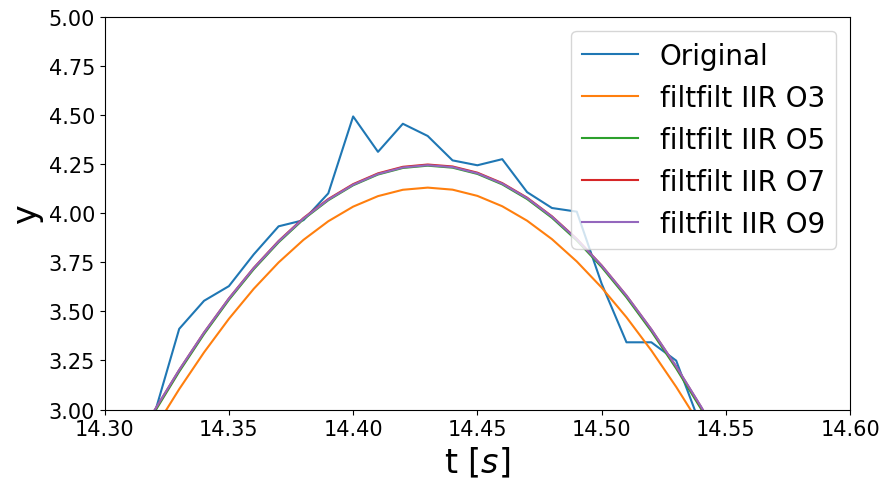 5.00
4.75
4.50
4.25
4.00
3.75
3.50
3.25
3.00
y
Original
filtfilt IIR O3
filtfilt IIR O5
filtfilt IIR O7
filtfilt IIR O9
14.30 14.35 14.40 14.45 14.50 14.55 14.60
t [s]